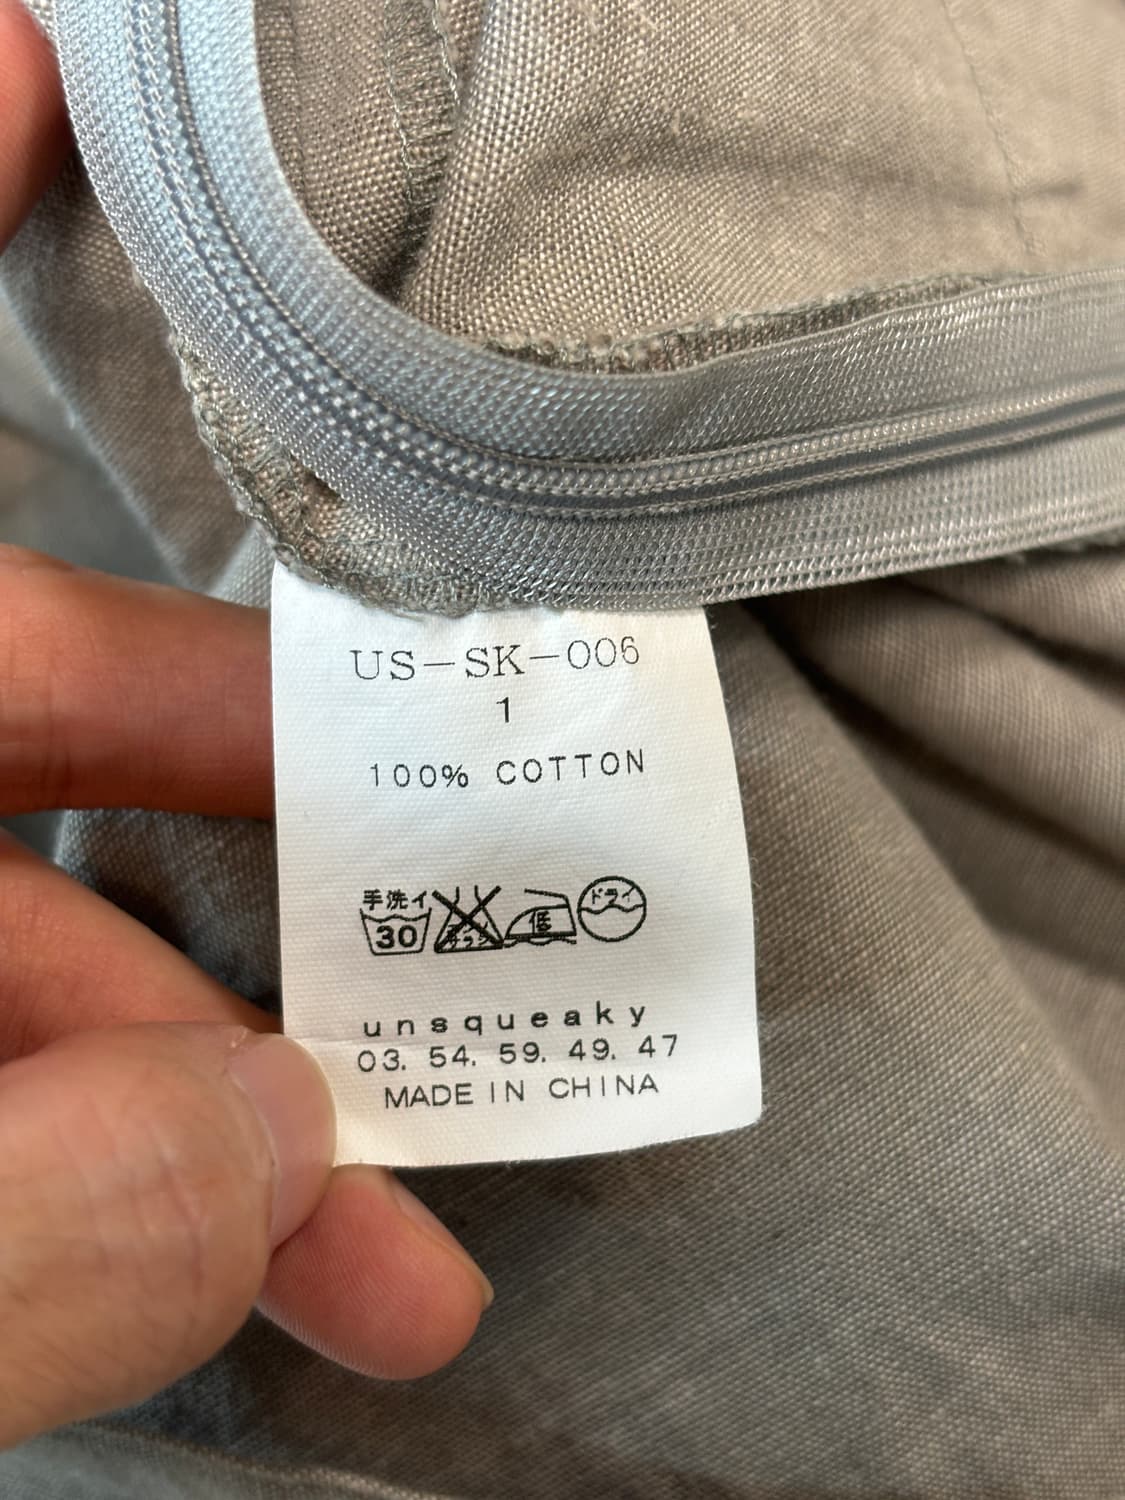 US-SK-006
1
100% COTTON
手洗イ
30
低
ドライ
unsqueaky
03. 54. 59. 49. 47
MADE IN CHINA